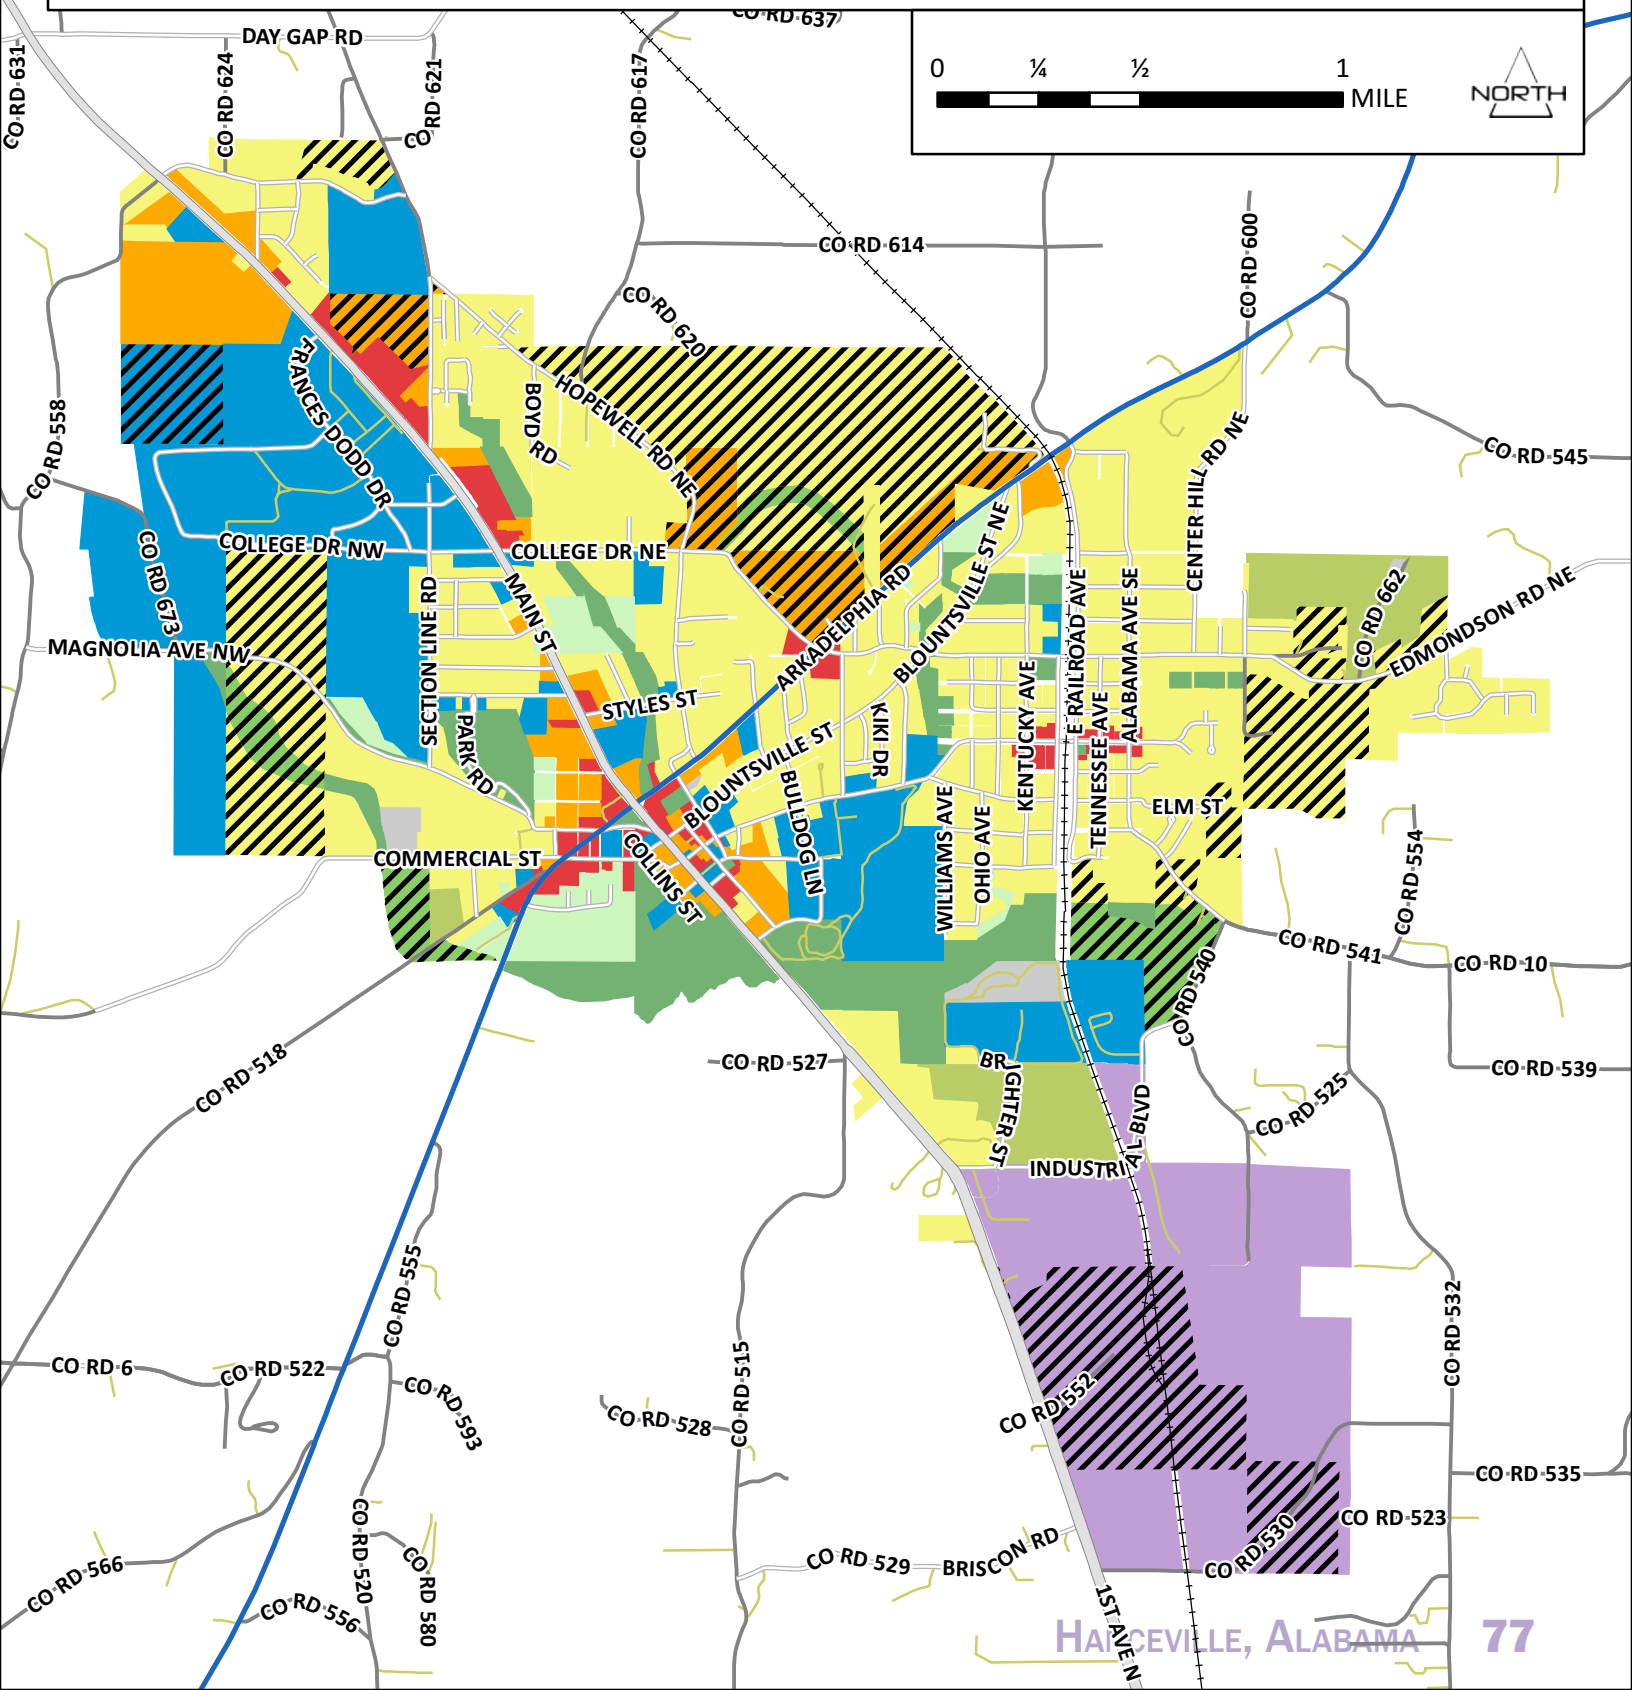 CO RD 637
DAY GAP RD
CO RD 631
CO RD 624
CO RD 621
CO RD 617
0 ¼ ½ 1
MILE
NORTH
CO RD 614
CO RD 600
CO RD 620
FRANCES DODD DR
BOYD RD
HOPEWELL RD NE
CO RD 558
CO RD 545
CENTER HILL RD NE
COLLEGE DR NW
COLLEGE DR NE
CO RD 673
MAIN ST
SECTION LINE RD
ARKADELPHIA RD
BLOUNTSVILLE ST NE
E RAILROAD AVE
ALABAMA AVE SE
CO RD 662
EDMONDSON RD NE
MAGNOLIA AVE NW
STYLES ST
PARK RD
KIKI DR
KENTUCKY AVE
TENNESSEE AVE
BLOUNTSVILLE ST
BULLDOG LN
ELM ST
WILLIAMS AVE
OHIO AVE
COMMERCIAL ST
COLLINS ST
CO RD 554
CO RD 541
CO RD 10
CO RD 540
CO RD 518
CO RD 527
BRIGHTER ST
CO RD 539
CO RD 525
INDUSTRIAL BLVD
CO RD 555
CO RD 532
CO RD 6
CO RD 522
CO RD 593
CO RD 515
CO RD 528
CO RD 552
CO RD 535
CO RD 523
CO RD 530
CO RD 520
CO RD 566
CO RD 556
CO RD 580
CO RD 529
BRISCON RD
1ST AVE N
HANCEVILLE, ALABAMA 77